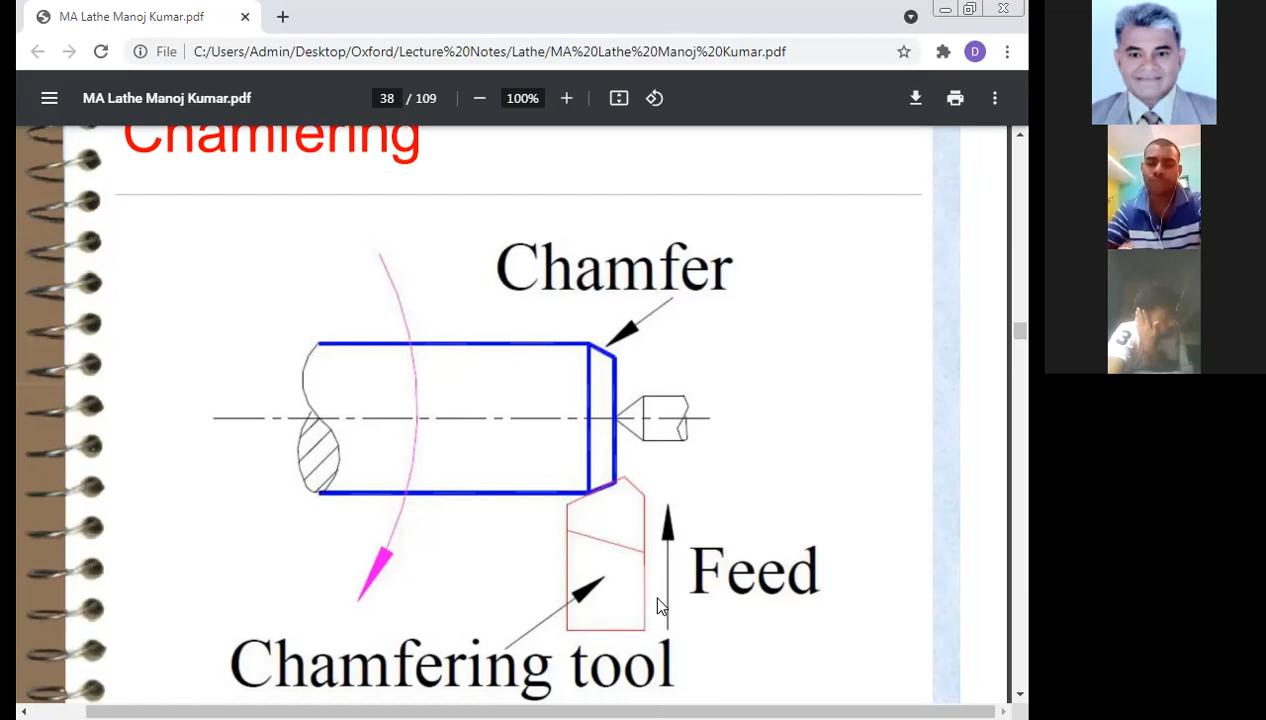 MA Lathe Manoj Kumar.pdf
File C:/Users/Admin/Desktop/Oxford/Lecture%20Notes/Lathe/MA%20Lathe%20Manoj%20Kumar.pdf
D
MA Lathe Manoj Kumar.pdf
38 / 109
100%
Chamfering
Chamfer
Feed
Chamfering tool
3